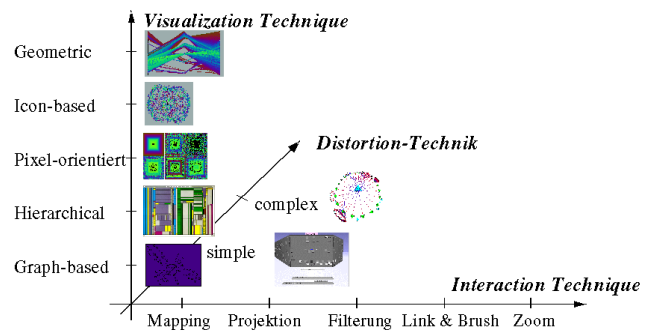 Visualization Technique
Geometric
Icon-based
Pixel-orientiert
Distortion-Technik
Hierarchical
complex
simple
Graph-based
Interaction Technique
Mapping Projektion Filterung Link & Brush Zoom